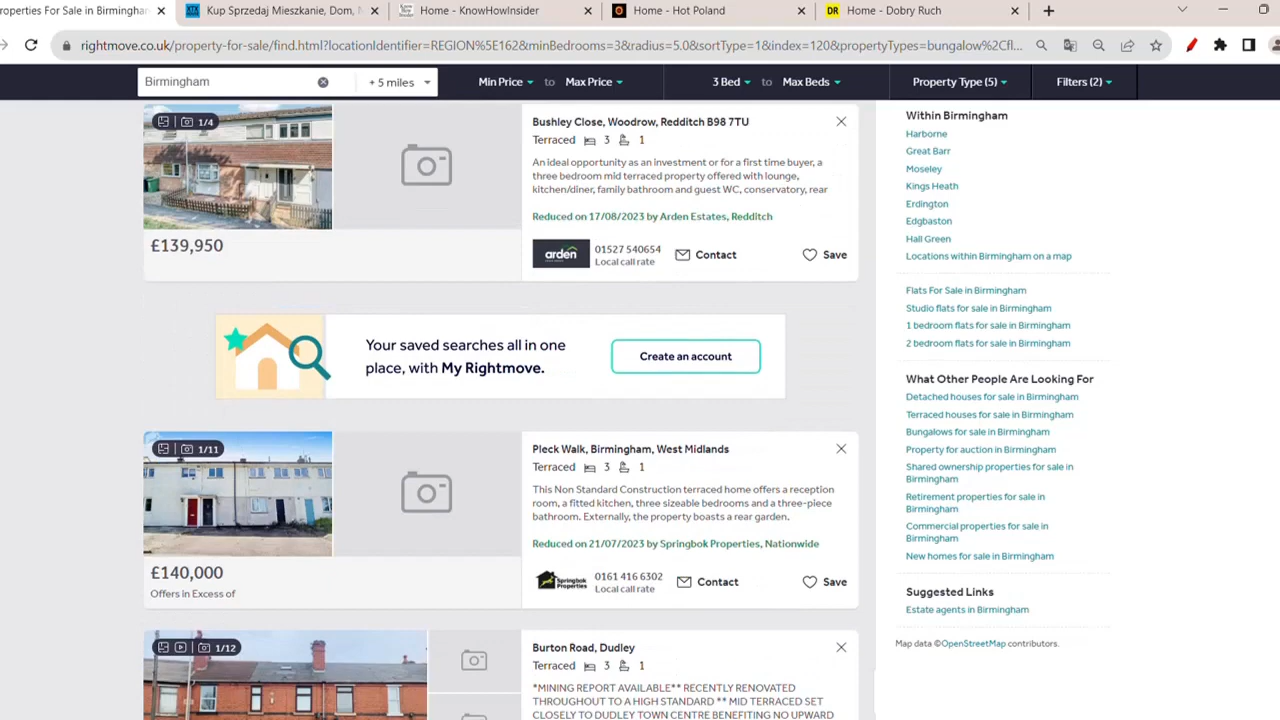 roperties For Sale in Birmingham
Kup Sprzedaj Mieszkanie, Dom,
Home - KnowHowInsider
Home - Hot Poland
DR Home - Dobry Ruch
rightmove.co.uk/property-for-sale/find.html?locationIdentifier=REGION%5E162&minBedrooms=3&radius=5.0&sortType=1&index=120&propertyTypes=bungalow%2Cfl...
Birmingham
+ 5 miles
Min Price to Max Price
3 Bed to Max Beds
Property Type (5)
Filters (2)
1/4
£139,950
Bushley Close, Woodrow, Redditch B98 7TU
Terraced 3 1
An ideal opportunity as an investment or for a first time buyer, a
three bedroom mid terraced property offered with lounge,
kitchen/diner, family bathroom and guest WC, conservatory, rear
Reduced on 17/08/2023 by Arden Estates, Redditch
arden
01527 540654
Local call rate
Contact
Save
Your saved searches all in one
place, with My Rightmove.
Create an account
1/11
£140,000
Offers in Excess of
Pleck Walk, Birmingham, West Midlands
Terraced 3 1
This Non Standard Construction terraced home offers a reception
room, a fitted kitchen, three sizeable bedrooms and a three-piece
bathroom. Externally, the property boasts a rear garden.
Reduced on 21/07/2023 by Springbok Properties, Nationwide
Springbok
Properties
0161 416 6302
Local call rate
Contact
Save
1/12
Burton Road, Dudley
Terraced 3 1
*MINING REPORT AVAILABLE** RECENTLY RENOVATED
THROUGHOUT TO A HIGH STANDARD ** MID TERRACED SET
CLOSELY TO DUDLEY TOWN CENTRE BENEFITING NO UPWARD
Within Birmingham
Harborne
Great Barr
Moseley
Kings Heath
Erdington
Edgbaston
Hall Green
Locations within Birmingham on a map
Flats For Sale in Birmingham
Studio flats for sale in Birmingham
1 bedroom flats for sale in Birmingham
2 bedroom flats for sale in Birmingham
What Other People Are Looking For
Detached houses for sale in Birmingham
Terraced houses for sale in Birmingham
Bungalows for sale in Birmingham
Property for auction in Birmingham
Shared ownership properties for sale in
Birmingham
Retirement properties for sale in
Birmingham
Commercial properties for sale in
Birmingham
New homes for sale in Birmingham
Suggested Links
Estate agents in Birmingham
Map data ©OpenStreetMap contributors.